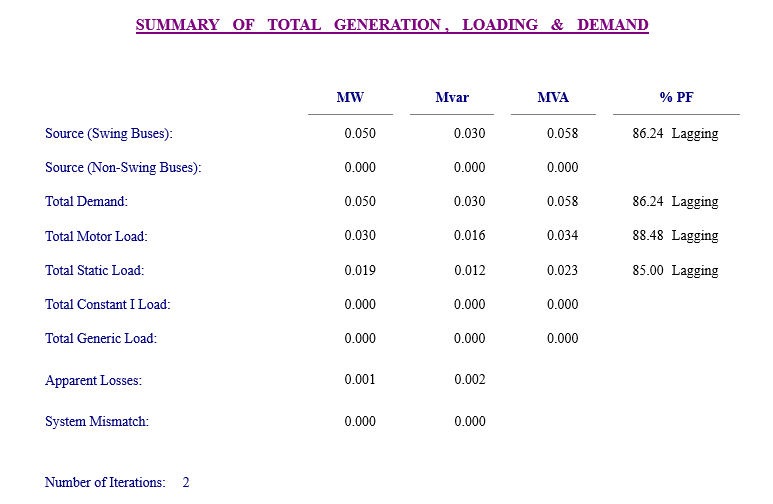 SUMMARY OF TOTAL GENERATION, LOADING & DEMAND
MW Mvar MVA % PF
Source (Swing Buses): 0.050 0.030 0.058 86.24 Lagging
Source (Non-Swing Buses): 0.000 0.000 0.000
Total Demand: 0.050 0.030 0.058 86.24 Lagging
Total Motor Load: 0.030 0.016 0.034 88.48 Lagging
Total Static Load: 0.019 0.012 0.023 85.00 Lagging
Total Constant I Load: 0.000 0.000 0.000
Total Generic Load: 0.000 0.000 0.000
Apparent Losses: 0.001 0.002
System Mismatch: 0.000 0.000
Number of Iterations: 2